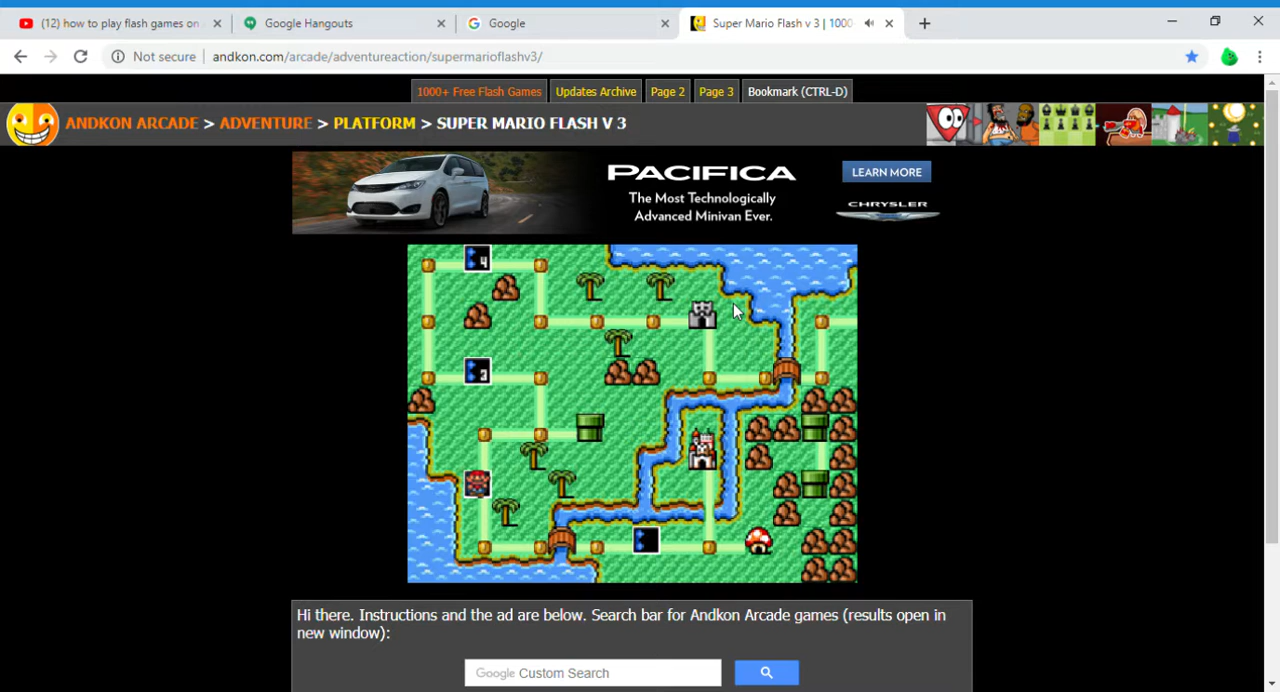 (12) how to play flash games on
Google Hangouts
Google
Super Mario Flash v 3 | 1000
Not secure | andkon.com/arcade/adventureaction/supermarioflashv3/
1000+ Free Flash Games
Updates Archive
Page 2
Page 3
Bookmark (CTRL-D)
ANDKON ARCADE > ADVENTURE > PLATFORM > SUPER MARIO FLASH V 3
PACIFICA
The Most Technologically
Advanced Minivan Ever.
LEARN MORE
CHRYSLER
4
3
Hi there. Instructions and the ad are below. Search bar for Andkon Arcade games (results open in
new window):
Google Custom Search